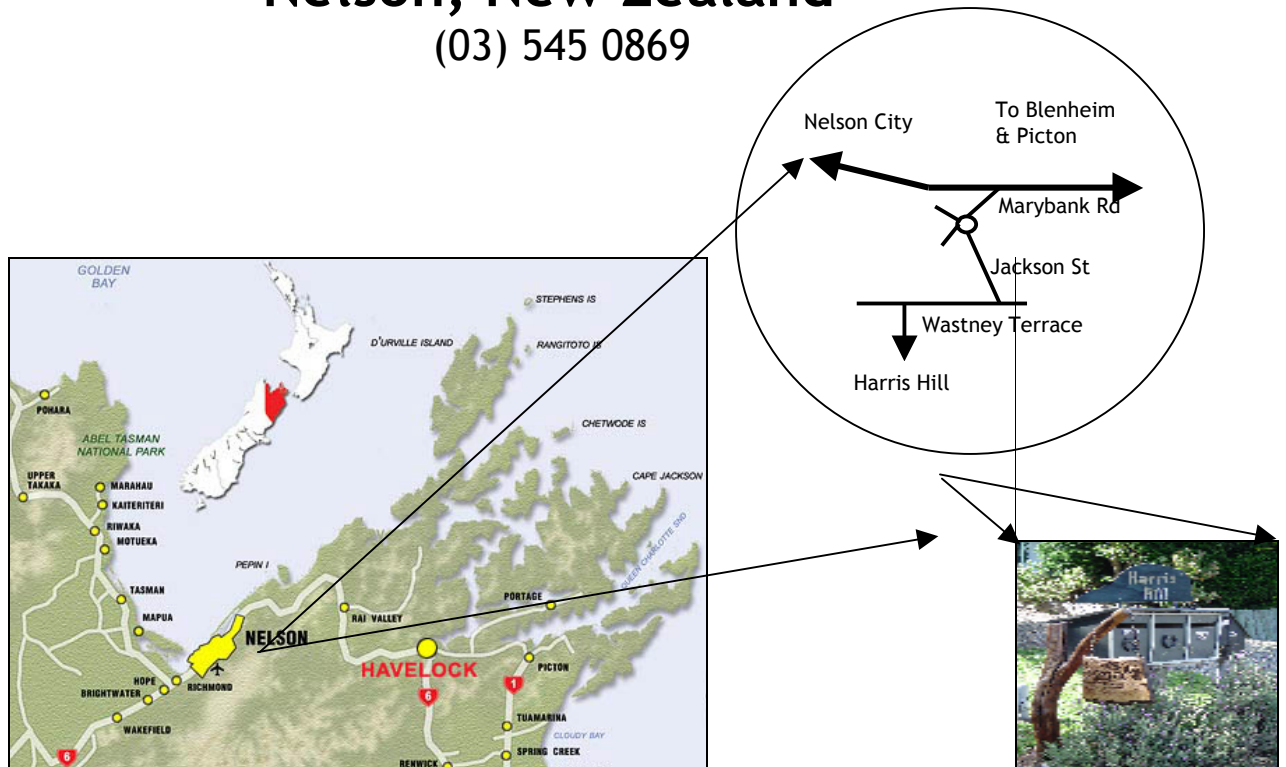 Nelson, New Zealand
(03) 545 0869
Nelson City
To Blenheim
& Picton
Marybank Rd
Jackson St
Wastney Terrace
Harris Hill
GOLDEN
BAY
STEPHENS IS
D'URVILLE ISLAND
RANGITOTO IS
POHARA
CHETWODE IS
ABEL TASMAN
NATIONAL PARK
UPPER
TAKAKA
MARAHAU
CAPE JACKSON
KAITERITERI
RIWAKA
MOTUEKA
QUEEN CHARLOTTE SND
PEPIN I
TASMAN
PORTAGE
MAPUA
RAI VALLEY
NELSON
HAVELOCK
PICTON
HOPE
RICHMOND
BRIGHTWATER
6
1
WAKEFIELD
TUAMARINA
CLOUDY BAY
6
SPRING CREEK
RENWICK
Harris
Hill